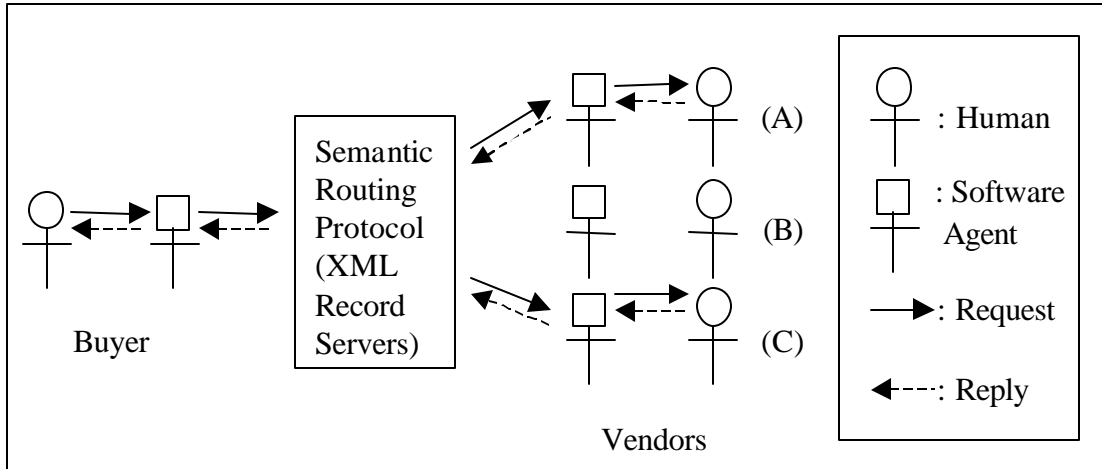 Buyer
Semantic
Routing
Protocol
(XML
Record
Servers)
(A)
(B)
(C)
Vendors
: Human
: Software
Agent
: Request
: Reply